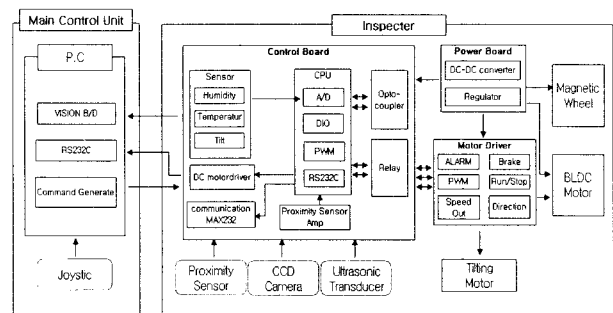 Main Control Unit
P.C
VISION B/D
RS232C
Command Generate
Joystic
Inspecter
Control Board
Sensor
Humidity
Temperatur
Tilt
DC motordriver
communication
MAX232
CPU
A/D
DIO
PWM
RS232C
Proximity Sensor
Amp
Opto-
coupler
Relay
Proximity
Sensor
CCD
Camera
Ultrasonic
Transducer
Power Board
DC-DC converter
Regulator
Motor Driver
ALARM
Brake
PWM
Run/Stop
Speed
Out
Direction
Tilting
Motor
Magnetic
Wheel
BLDC
Motor